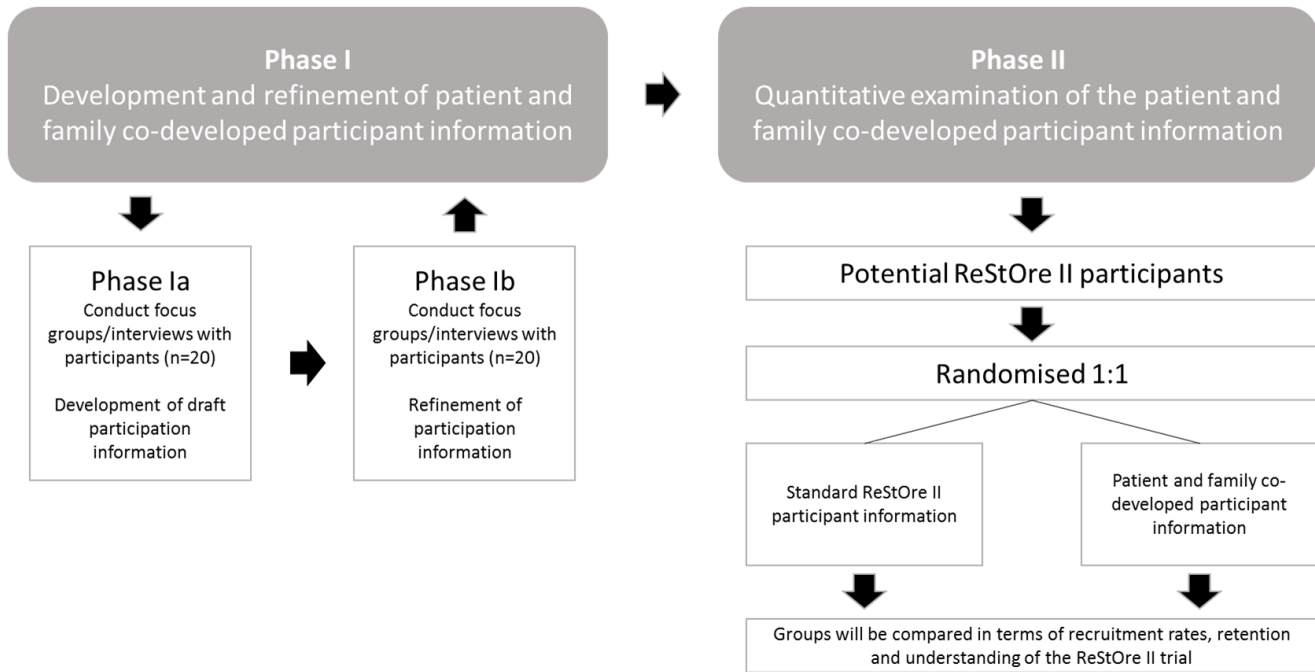 Phase I
Development and refinement of patient and
family co-developed participant information
Phase II
Quantitative examination of the patient and
family co-developed participant information
Phase Ia
Conduct focus
groups/interviews with
participants (n=20)
Development of draft
participation
information
Phase Ib
Conduct focus
groups/interviews with
participants (n=20)
Refinement of
participation
information
Potential ReStOre II participants
Randomised 1:1
Standard ReStOre II
participant information
Patient and family co-
developed participant
information
Groups will be compared in terms of recruitment rates, retention
and understanding of the ReStOre II trial